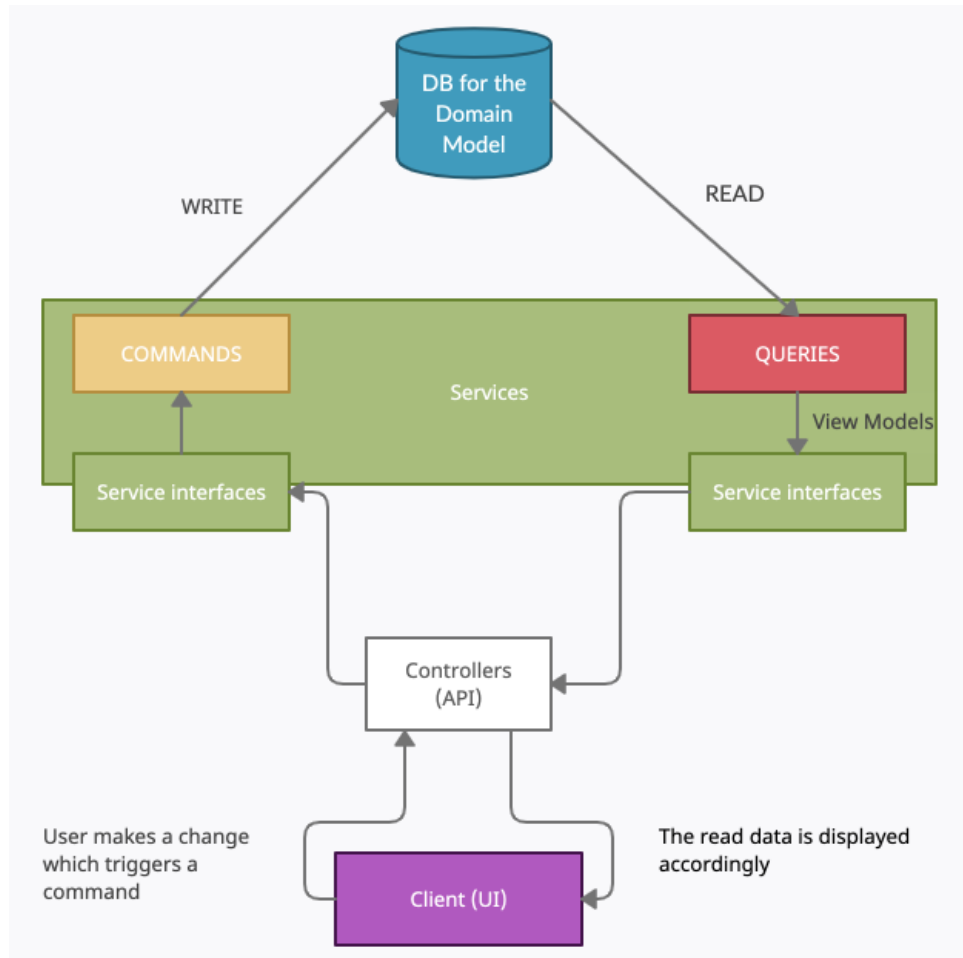 DB for the
Domain
Model
WRITE
READ
COMMANDS
QUERIES
Services
View Models
Service interfaces
Service interfaces
Controllers
(API)
User makes a change
which triggers a
command
The read data is displayed
accordingly
Client (UI)